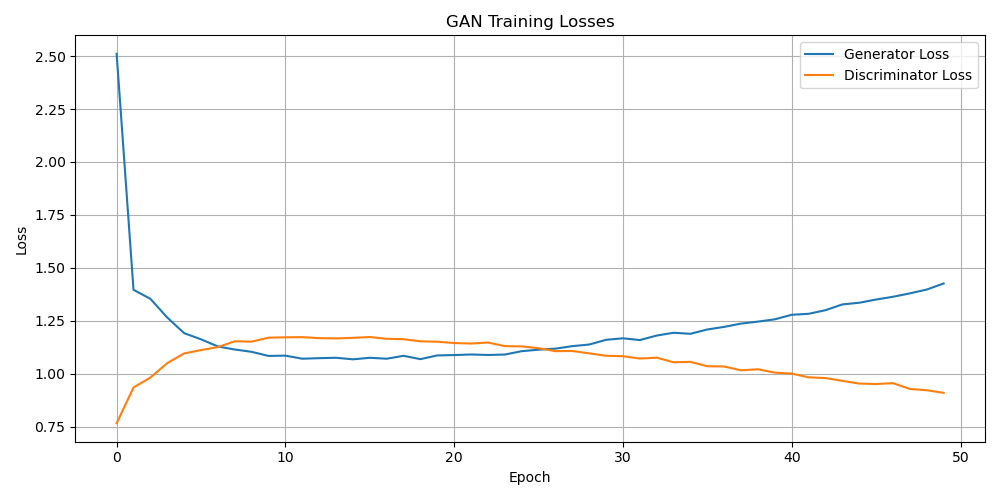 GAN Training Losses
Generator Loss
Discriminator Loss
Loss
2.50
2.25
2.00
1.75
1.50
1.25
1.00
0.75
0 10 20 30 40 50
Epoch